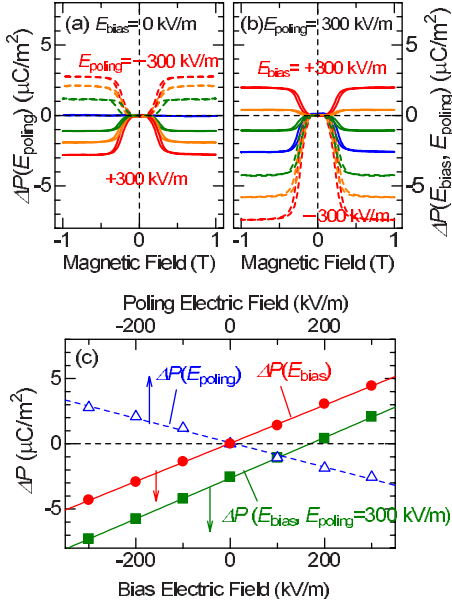 (a) E_bias = 0 kV/m
E_poling = −300 kV/m
+300 kV/m
5
0
-5
ΔP(E_poling) (μC/m²)
-1 0 1
Magnetic Field (T)
(b) E_poling = 300 kV/m
E_bias = +300 kV/m
−300 kV/m
5
0
-5
ΔP(E_bias, E_poling) (μC/m²)
-1 0 1
Magnetic Field (T)
Poling Electric Field (kV/m)
-200 0 200
(c)
ΔP(E_poling)
ΔP(E_bias)
ΔP(E_bias, E_poling=300 kV/m)
5
0
-5
ΔP (μC/m²)
-200 0 200
Bias Electric Field (kV/m)